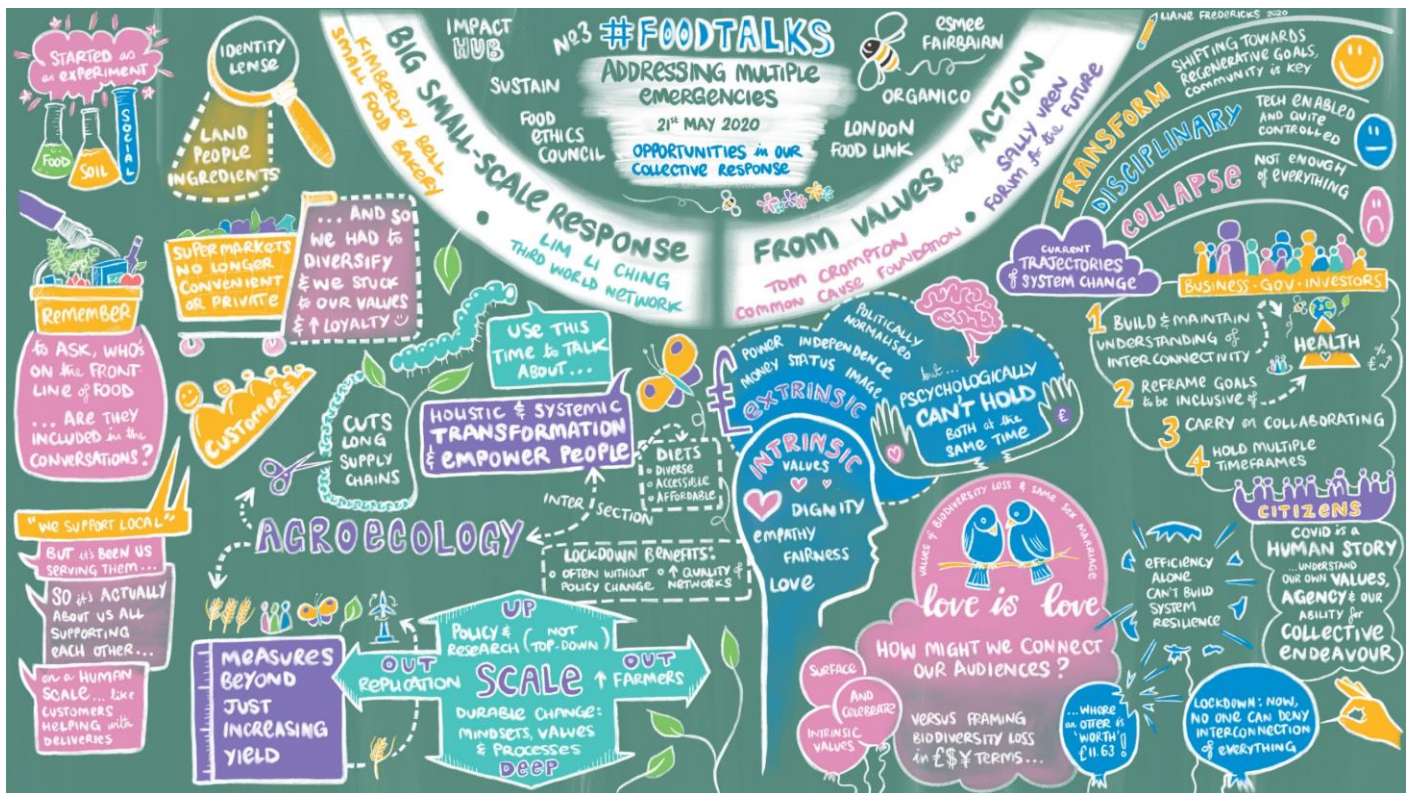 No3 #FOODTALKS
ADDRESSING MULTIPLE
EMERGENCIES
21ST MAY 2020
OPPORTUNITIES in OUR
COLLECTIVE RESPONSE
IMPACT
HUB
SUSTAIN
FOOD
ETHICS
COUNCIL
esmee
FAIRBAIRN
ORGANICO
LONDON
FOOD LINK
LIANE FREDERICKS 2020
BIG SMALL-SCALE RESPONSE
KIMBERLEY BELL
SMALL FOOD BAKERY
LIM LI CHING
THIRD WORLD NETWORK
FROM VALUES to ACTION
TOM CROMPTON
COMMON CAUSE FOUNDATION
SALLY UREN
FORUM for the FUTURE
STARTED as
an EXPERIMENT
FOOD
SOIL
SOCIAL
IDENTITY
LENSE
LAND
PEOPLE
INGREDIENTS
REMEMBER
to ASK, WHO'S
ON the FRONT-
LINE of FOOD
... ARE THEY
INCLUDED in the
CONVERSATIONS?
SUPERMARKETS
NO LONGER
CONVENIENT
OR PRIVATE
... AND SO
WE HAD to
DIVERSIFY
& WE STUCK
to OUR VALUES
& ↑ LOYALTY
CUSTOMERS
"WE SUPPORT LOCAL"
BUT it's BEEN US
SERVING THEM...
SO it's ACTUALLY
ABOUT US ALL
SUPPORTING
EACH OTHER...
on a HUMAN
SCALE... like
CUSTOMERS
HELPING with
DELIVERIES
USE THIS
TIME to TALK
ABOUT...
HOLISTIC & SYSTEMIC
TRANSFORMATION
& EMPOWER PEOPLE
CUTS
LONG
SUPPLY
CHAINS
AGROECOLOGY
INTERSECTION
DIETS
DIVERSE
ACCESSIBLE
AFFORDABLE
LOCKDOWN BENEFITS:
OFTEN WITHOUT
POLICY CHANGE
↑ QUALITY of
NETWORKS
MEASURES
BEYOND
JUST
INCREASING
YIELD
UP
POLICY & (NOT
RESEARCH TOP-DOWN)
OUT
REPLICATION
SCALE
OUT
↑ FARMERS
DURABLE CHANGE:
MINDSETS, VALUES
& PROCESSES
DEEP
£
POLITICALLY
NORMALISED
POWER INDEPENDENCE
MONEY STATUS IMAGE
EXTRINSIC
but...
PSCYHOLOGICALLY
CAN'T HOLD
BOTH at the
SAME TIME
£
INTRINSIC
VALUES
DIGNITY
EMPATHY
FAIRNESS
LOVE
VALUES of BIODIVERSITY LOSS & SAME SEX MARRIAGE
love is love
HOW MIGHT WE CONNECT
OUR AUDIENCES?
VERSUS FRAMING
BIODIVERSITY LOSS
in £$¥ TERMS...
SURFACE
AND
CELEBRATE
INTRINSIC
VALUES
TRANSFORM
SHIFTING TOWARDS
REGENERATIVE GOALS,
COMMUNITY is KEY
DISCIPLINARY
TECH ENABLED
AND QUITE
CONTROLLED
COLLAPSE
NOT ENOUGH
of EVERYTHING
CURRENT
TRAJECTORIES
of SYSTEM CHANGE
BUSINESS · GOV · INVESTORS
1 BUILD & MAINTAIN
UNDERSTANDING of
INTERCONNECTIVITY
HEALTH
%
€
2 REFRAME GOALS
to be INCLUSIVE of
3 CARRY on COLLABORATING
4 HOLD MULTIPLE
TIMEFRAMES
CITIZENS
COVID is a
HUMAN STORY
...UNDERSTAND
OUR OWN VALUES,
AGENCY & OUR
ABILITY for
COLLECTIVE
ENDEAVOUR
EFFICIENCY
ALONE
CAN'T BUILD
SYSTEM
RESILIENCE
...WHERE
an OTTER is
'WORTH'
£11.63!
LOCKDOWN: NOW,
NO ONE CAN DENY
INTERCONNECTION
of EVERYTHING